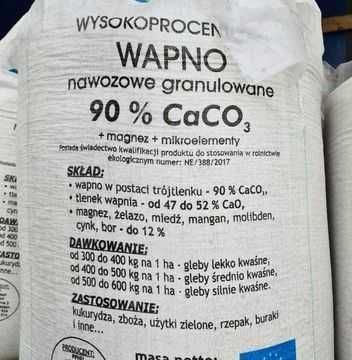 WYSOKOPROCEN
WAPNO
nawozowe granulowane
90 % CaCO3
+ magnez + mikroelementy
Posiada świadectwo kwalifikacji produktu do stosowania w rolnictwie
ekologicznym numer: NE/388/2017
SKŁAD:
• wapno w postaci trójtlenku - 90 % CaCO3,
• tlenek wapnia - od 47 do 52 % CaO,
• magnez, żelazo, miedź, mangan, molibden,
cynk, bor - do 12 %
DAWKOWANIE:
od 300 do 400 kg na 1 ha - gleby lekko kwaśne,
od 400 do 500 kg na 1 ha - gleby średnio kwaśne,
od 500 do 600 kg na 1 ha - gleby silnie kwaśne.
ZASTOSOWANIE:
kukurydza, zboża, użytki zielone, rzepak, buraki
i inne...
masa netto: